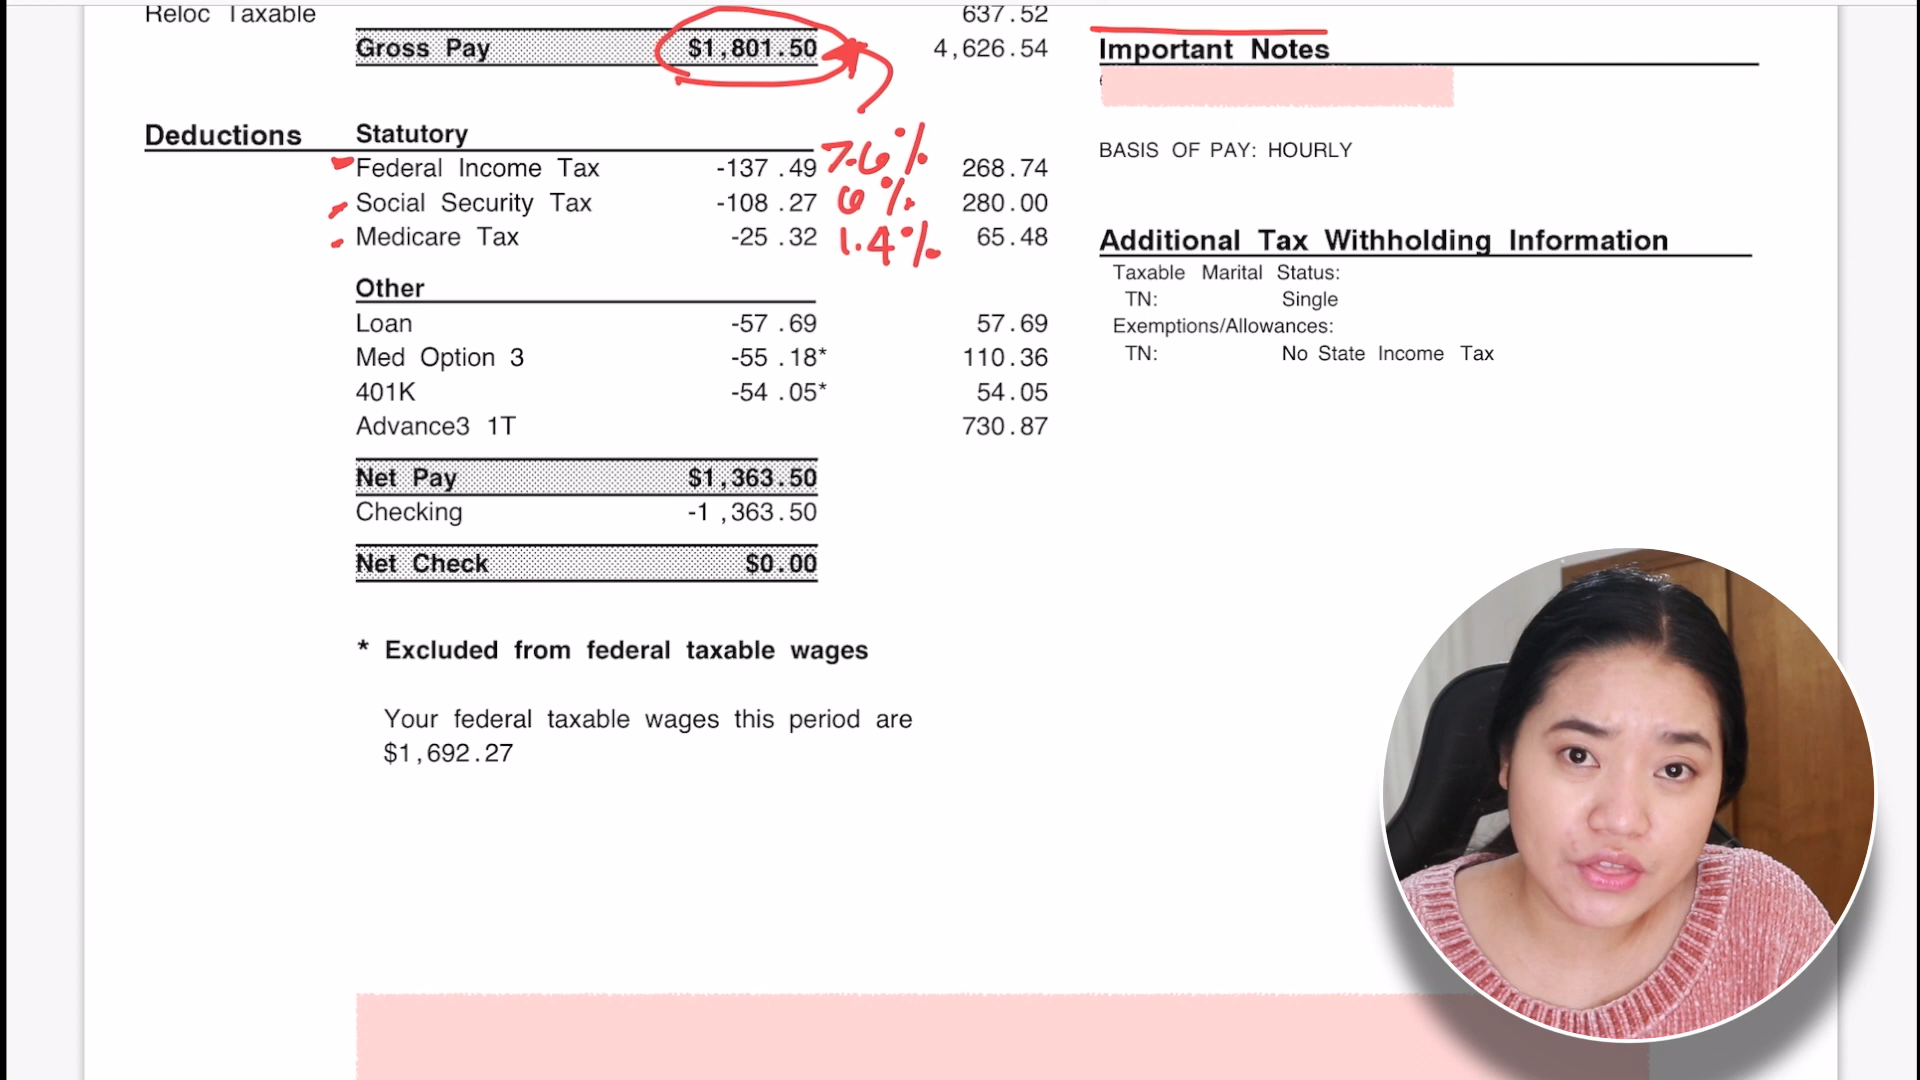 Reloc Taxable 637.52
Gross Pay $1,801.50 4,626.54
Deductions Statutory
Federal Income Tax -137.49 7.6% 268.74
Social Security Tax -108.27 6% 280.00
Medicare Tax -25.32 1.4% 65.48
Other
Loan -57.69 57.69
Med Option 3 -55.18* 110.36
401K -54.05* 54.05
Advance3 1T 730.87
Net Pay $1,363.50
Checking -1,363.50
Net Check $0.00
* Excluded from federal taxable wages
Your federal taxable wages this period are
$1,692.27
Important Notes
BASIS OF PAY: HOURLY
Additional Tax Withholding Information
Taxable Marital Status:
TN: Single
Exemptions/Allowances:
TN: No State Income Tax